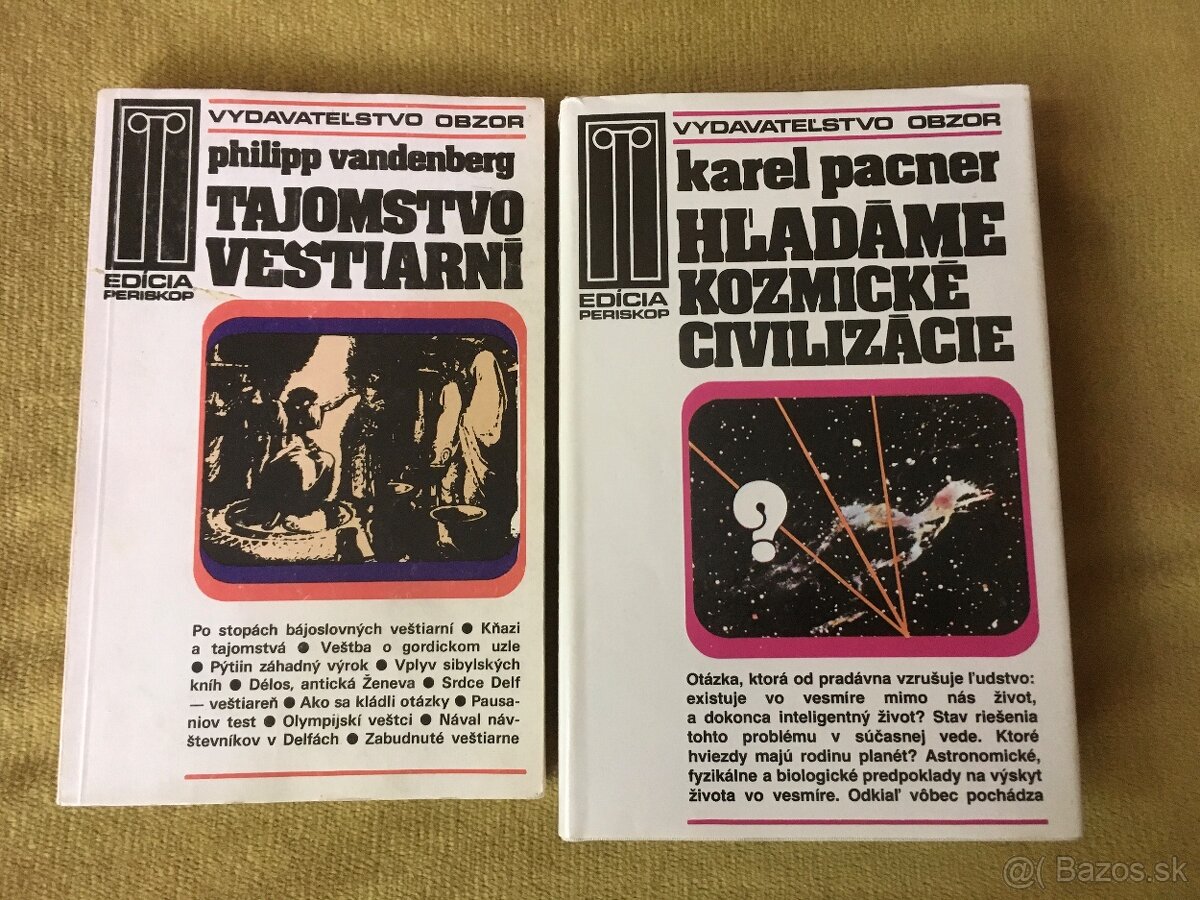 VYDAVATEĽSTVO OBZOR
philipp vandenberg
TAJOMSTVO
VEŠTIARNÍ
EDÍCIA
PERISKOP
Po stopách bájoslovných veštiarní ● Kňazi
a tajomstvá ● Veštba o gordickom uzle
● Pýtiin záhadný výrok ● Vplyv sibylských
kníh ● Délos, antická Ženeva ● Srdce Delf
— veštiareň ● Ako sa kládli otázky ● Pausa-
niov test ● Olympijskí veštci ● Nával náv-
števníkov v Delfách ● Zabudnuté veštiarne
VYDAVATEĽSTVO OBZOR
karel pacner
HĽADÁME
KOZMICKÉ
CIVILIZÁCIE
EDÍCIA
PERISKOP
?
Otázka, ktorá od pradávna vzrušuje ľudstvo:
existuje vo vesmíre mimo nás život,
a dokonca inteligentný život? Stav riešenia
tohto problému v súčasnej vede. Ktoré
hviezdy majú rodinu planét? Astronomické,
fyzikálne a biologické predpoklady na výskyt
života vo vesmíre. Odkiaľ vôbec pochádza
@( Bazos.sk